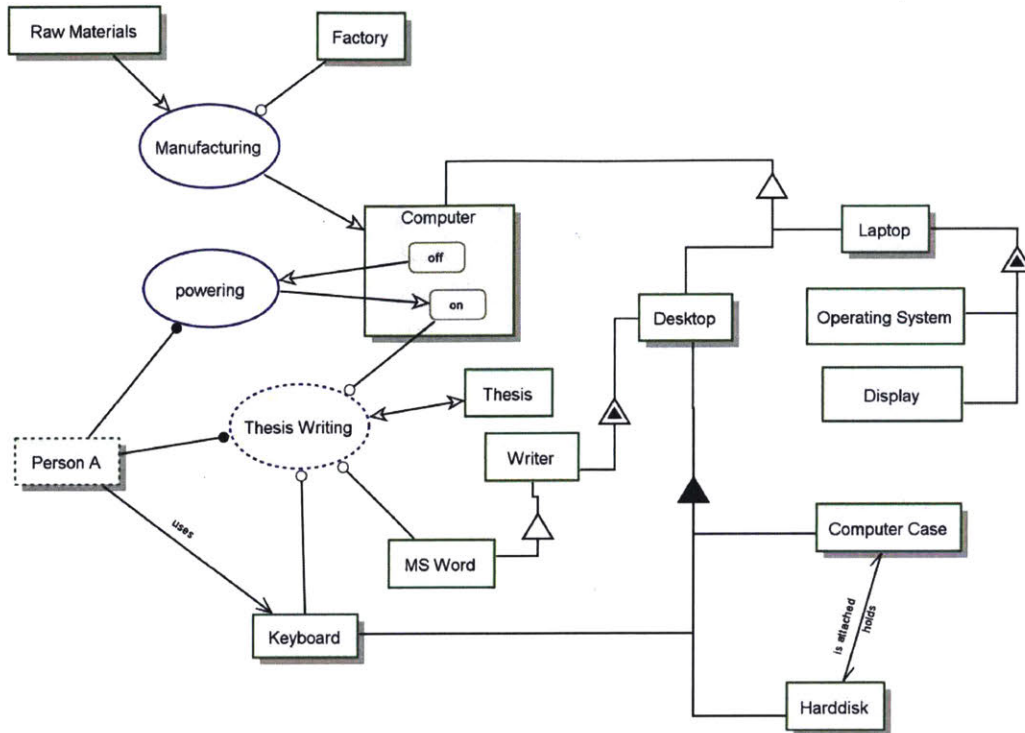 Raw Materials
Factory
Manufacturing
Computer
off
on
powering
Laptop
Operating System
Display
Desktop
Thesis
Thesis Writing
Writer
Person A
uses
MS Word
Keyboard
Computer Case
is attached
holds
Harddisk